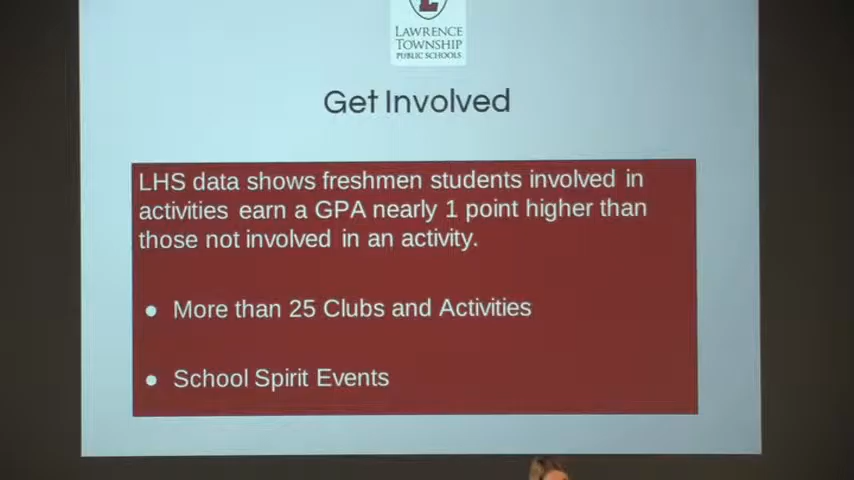 L
LAWRENCE
TOWNSHIP
PUBLIC SCHOOLS
Get Involved
LHS data shows freshmen students involved in
activities earn a GPA nearly 1 point higher than
those not involved in an activity.
● More than 25 Clubs and Activities
● School Spirit Events